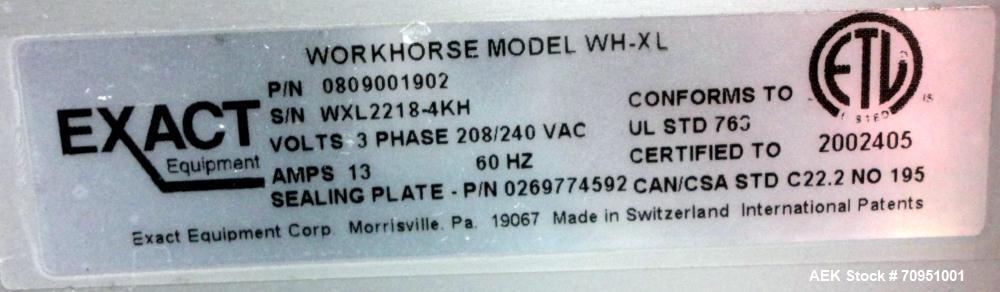 WORKHORSE MODEL WH-XL
P/N 0809001902
S/N WXL2218-4KH
VOLTS 3 PHASE 208/240 VAC
AMPS 13 60 HZ
SEALING PLATE - P/N 0269774592
EXACT
Equipment
CONFORMS TO
UL STD 763
CERTIFIED TO
CAN/CSA STD C22.2 NO 195
ETL
2002405
Exact Equipment Corp. Morrisville, Pa. 19067 Made in Switzerland International Patents
AEK Stock # 70951001